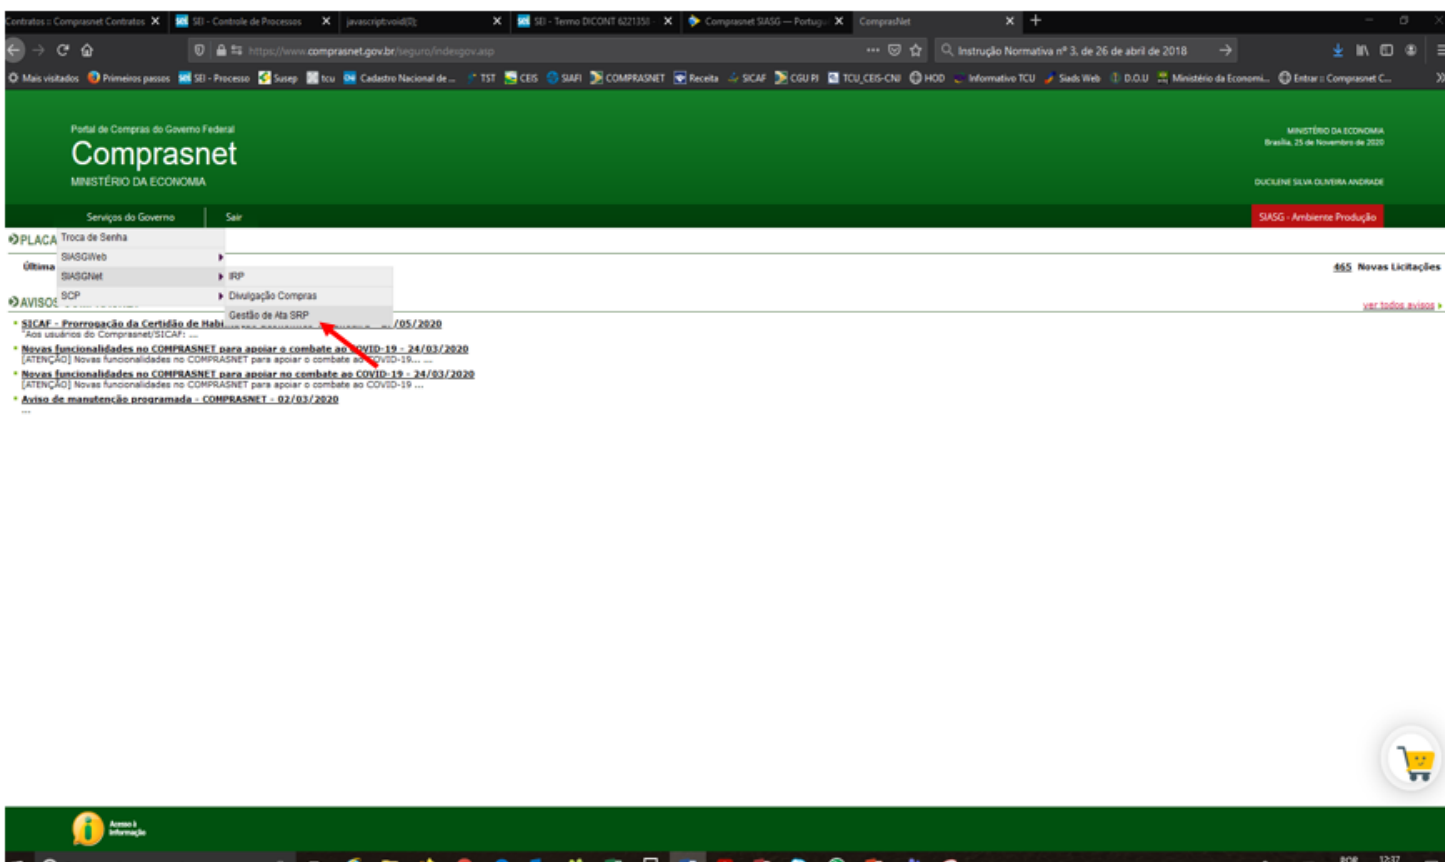 Contratos :: Comprasnet Contratos
SEI - Controle de Processos
javascript:void(0);
SEI - Termo DICONT 6221350 -
Comprasnet SIASG — Portug
ComprasNet
https://www.comprasnet.gov.br/seguro/indexgov.asp
Instrução Normativa nº 3, de 26 de abril de 2018
Mais visitados
Primeiros passos
SEI - Processo
Susep
tcu
Cadastro Nacional de ...
TST
CEIS
SIAFI
COMPRASNET
Receita
SICAF
CGU PJ
TCU_CEIS-CNJ
HOD
Informativo TCU
Siads Web
D.O.U
Ministério da Economi...
Entrar :: Comprasnet C...
Portal de Compras do Governo Federal
Comprasnet
MINISTÉRIO DA ECONOMIA
MINISTÉRIO DA ECONOMIA
Brasília, 25 de Novembro de 2020
DUCILENE SILVA OLIVEIRA ANDRADE
Serviços do Governo
Sair
SIASG - Ambiente Produção
PLACA
Troca de Senha
SIASGWeb
SIASGNet
SCP
IRP
Divulgação Compras
Gestão de Ata SRP
Última
465 Novas Licitações
AVISOS
ver todos avisos
SICAF - Prorrogação da Certidão de Habi /05/2020
"Aos usuários do Comprasnet/SICAF: ...
Novas funcionalidades no COMPRASNET para apoiar o combate ao COVID-19 - 24/03/2020
[ATENÇÃO] Novas funcionalidades no COMPRASNET para apoiar o combate ao COVID-19... ...
Novas funcionalidades no COMPRASNET para apoiar no combate ao COVID-19 - 24/03/2020
[ATENÇÃO] Novas funcionalidades no COMPRASNET para apoiar o combate ao COVID-19 ...
Aviso de manutenção programada - COMPRASNET - 02/03/2020
...
Acesso à
Informação
POR
12:37